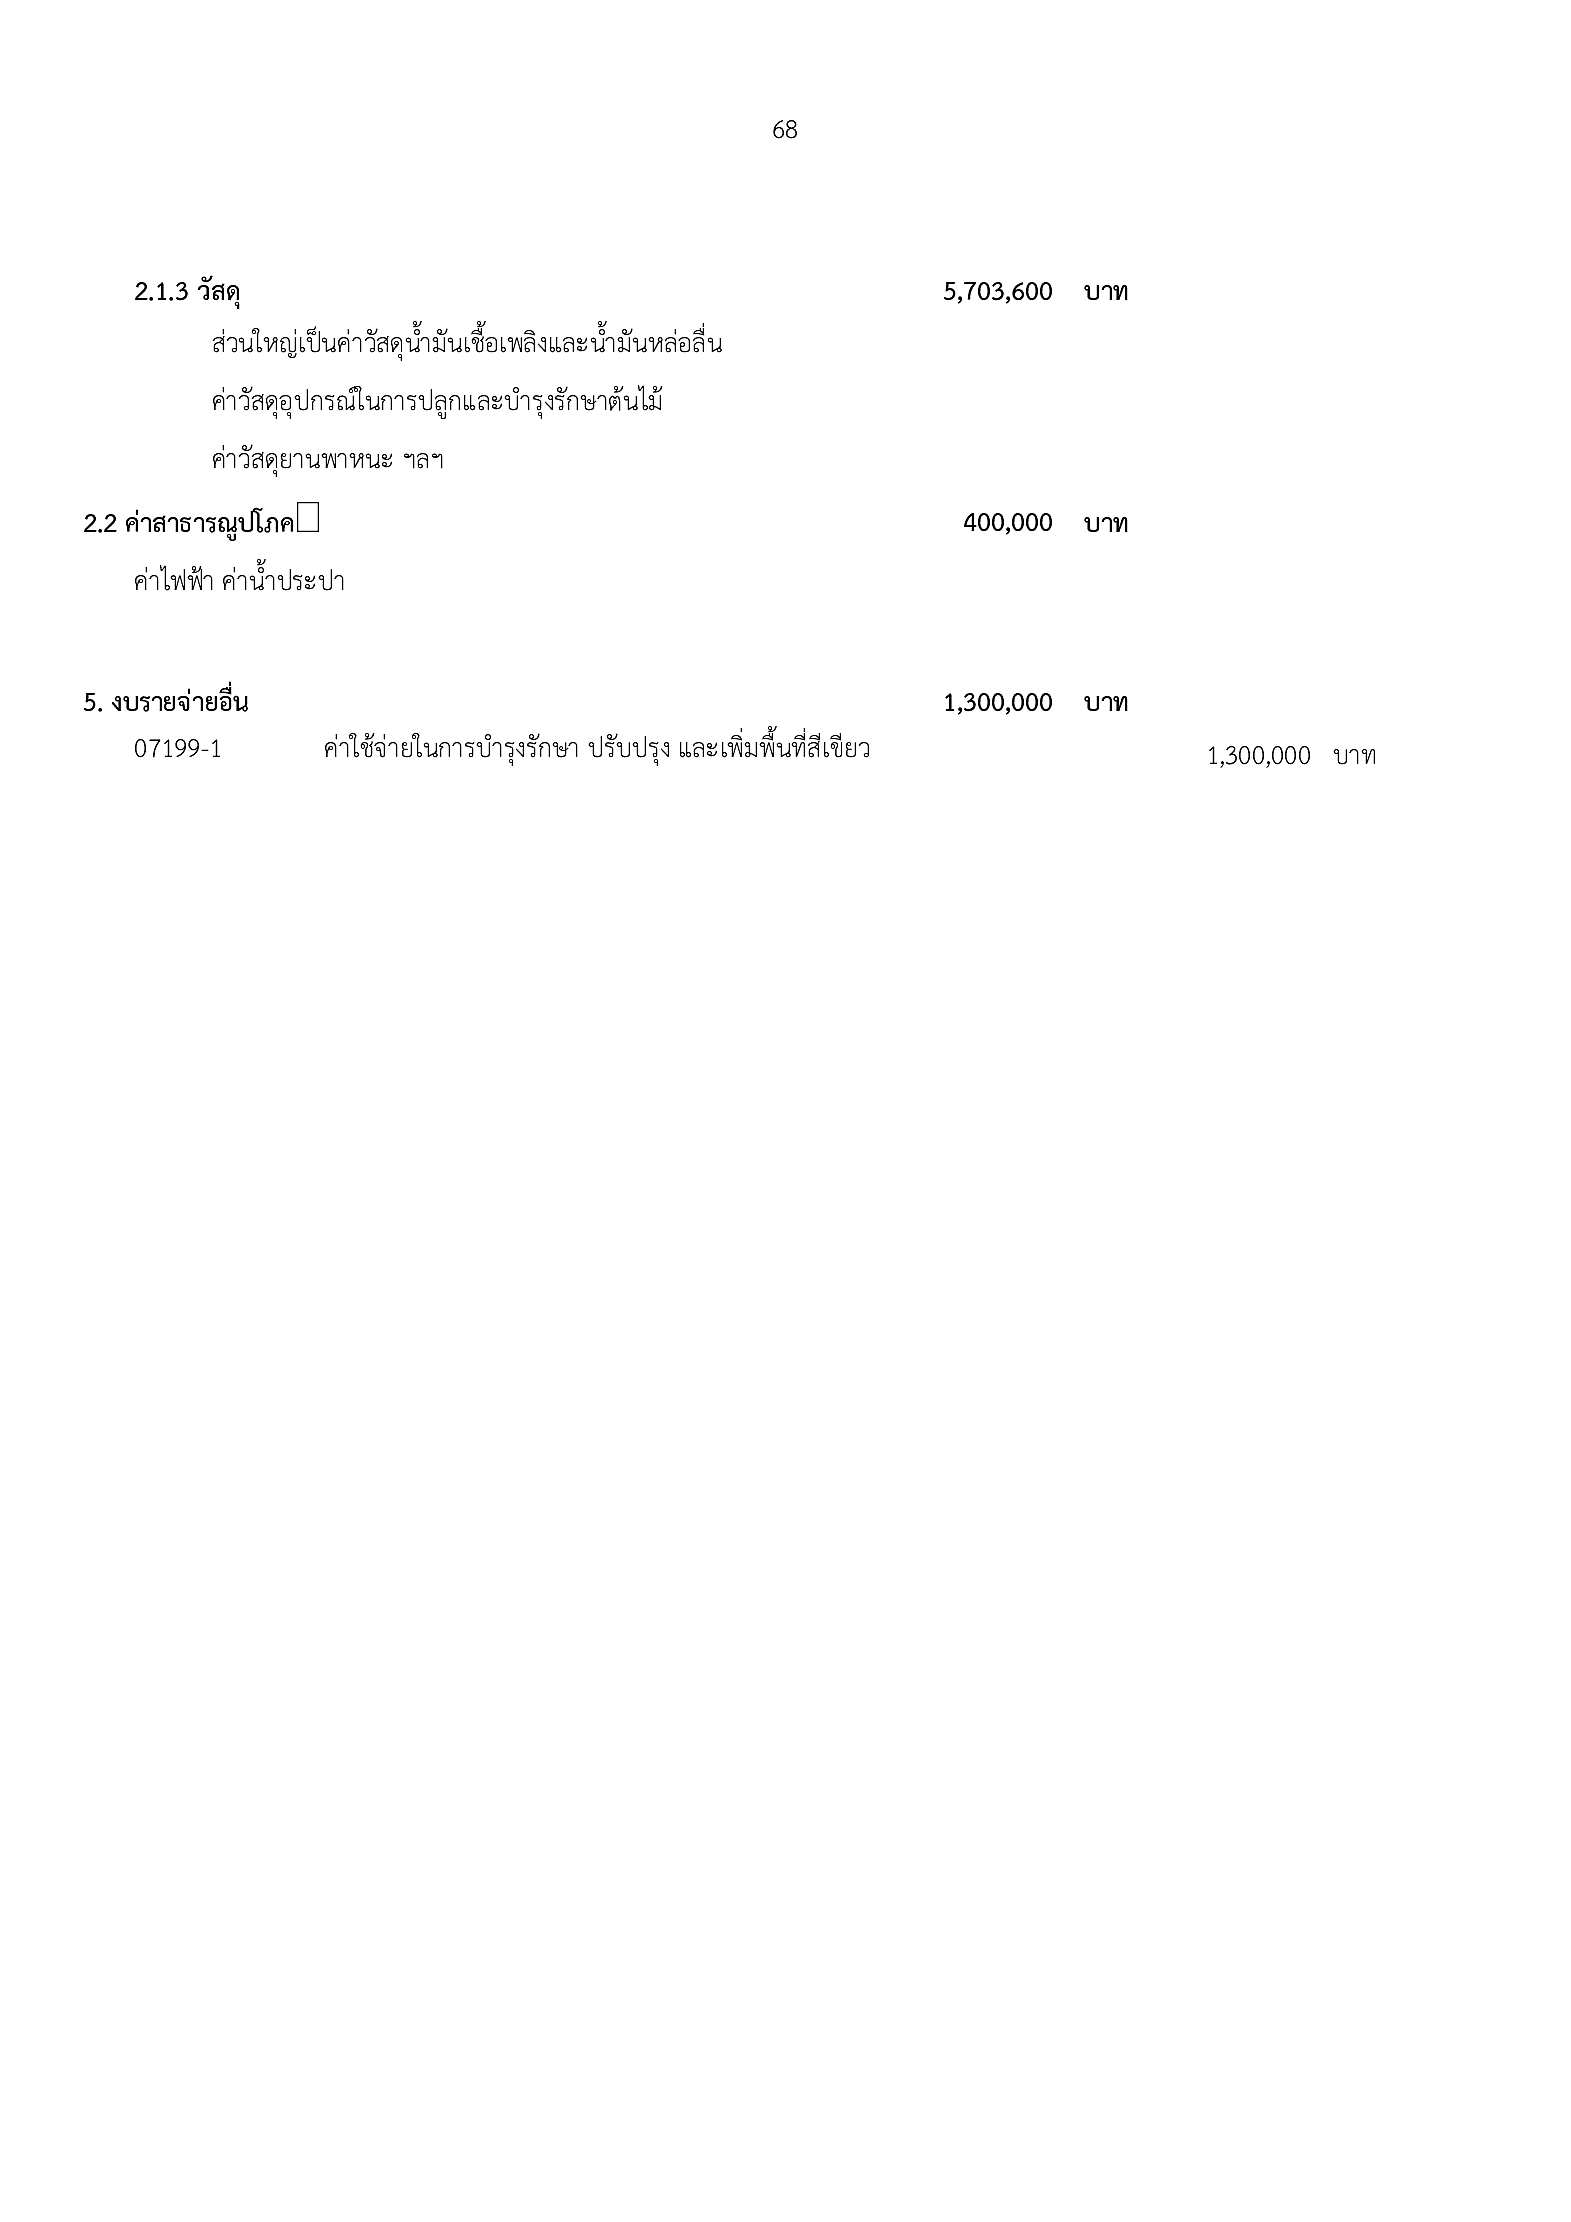 68
2.1.3 วัสดุ 5,703,600 บาท
ส่วนใหญ่เป็นค่าวัสดุน้ำมันเชื้อเพลิงและน้ำมันหล่อลื่น
ค่าวัสดุอุปกรณ์ในการปลูกและบำรุงรักษาต้นไม้
ค่าวัสดุยานพาหนะ ฯลฯ
2.2 ค่าสาธารณูปโภค 400,000 บาท
ค่าไฟฟ้า ค่าน้ำประปา
5. งบรายจ่ายอื่น 1,300,000 บาท
07199-1 ค่าใช้จ่ายในการบำรุงรักษา ปรับปรุง และเพิ่มพื้นที่สีเขียว 1,300,000 บาท